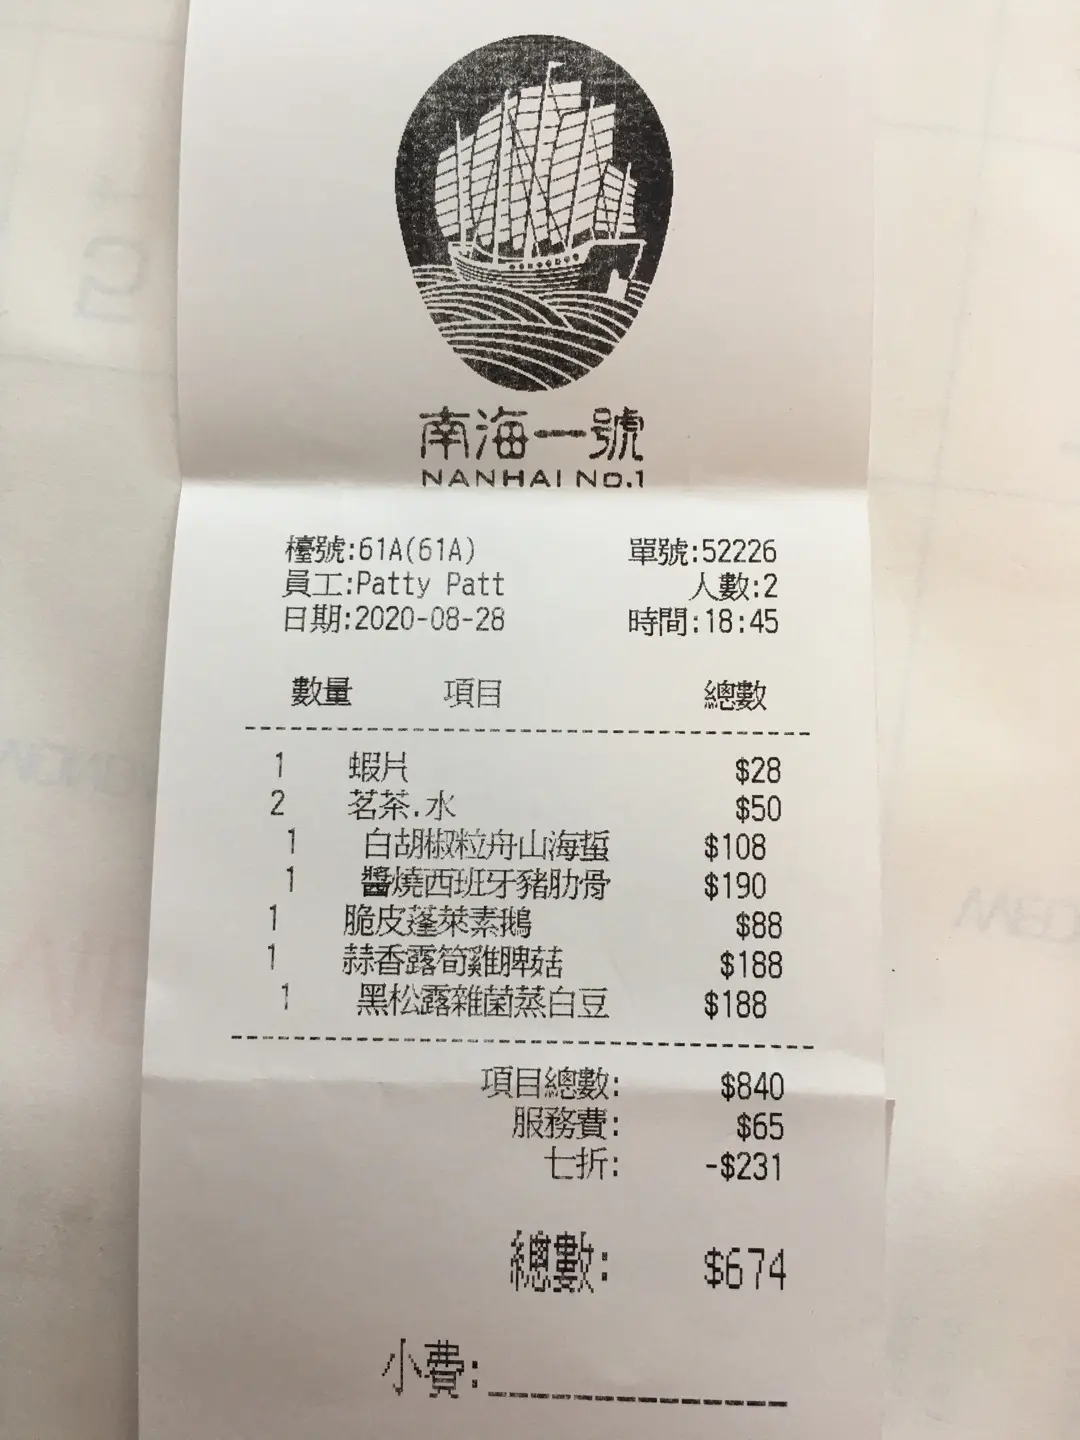 南海一號
NANHAI No.1
檯號:61A(61A) 單號:52226
員工:Patty Patt 人數:2
日期:2020-08-28 時間:18:45
數量 項目 總數
1 蝦片 $28
2 茗茶.水 $50
1 白胡椒粒舟山海蜇 $108
1 醬燒西班牙豬肋骨 $190
1 脆皮蓬萊素鵝 $88
1 蒜香露筍雞脾菇 $188
1 黑松露雜菌蒸白豆 $188
項目總數: $840
服務費: $65
七折: -$231
總數: $674
小費: